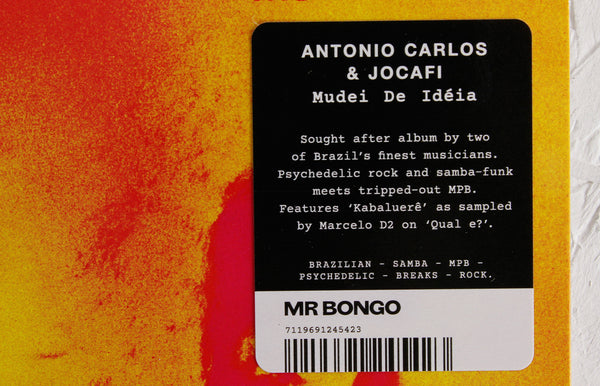 ANTONIO CARLOS
& JOCAFI
Mudei De Idéia
Sought after album by two
of Brazil's finest musicians.
Psychedelic rock and samba-funk
meets tripped-out MPB.
Features 'Kabaluerê' as sampled
by Marcelo D2 on 'Qual e?'.
BRAZILIAN - SAMBA - MPB -
PSYCHEDELIC - BREAKS - ROCK.
MR BONGO
7119691245423